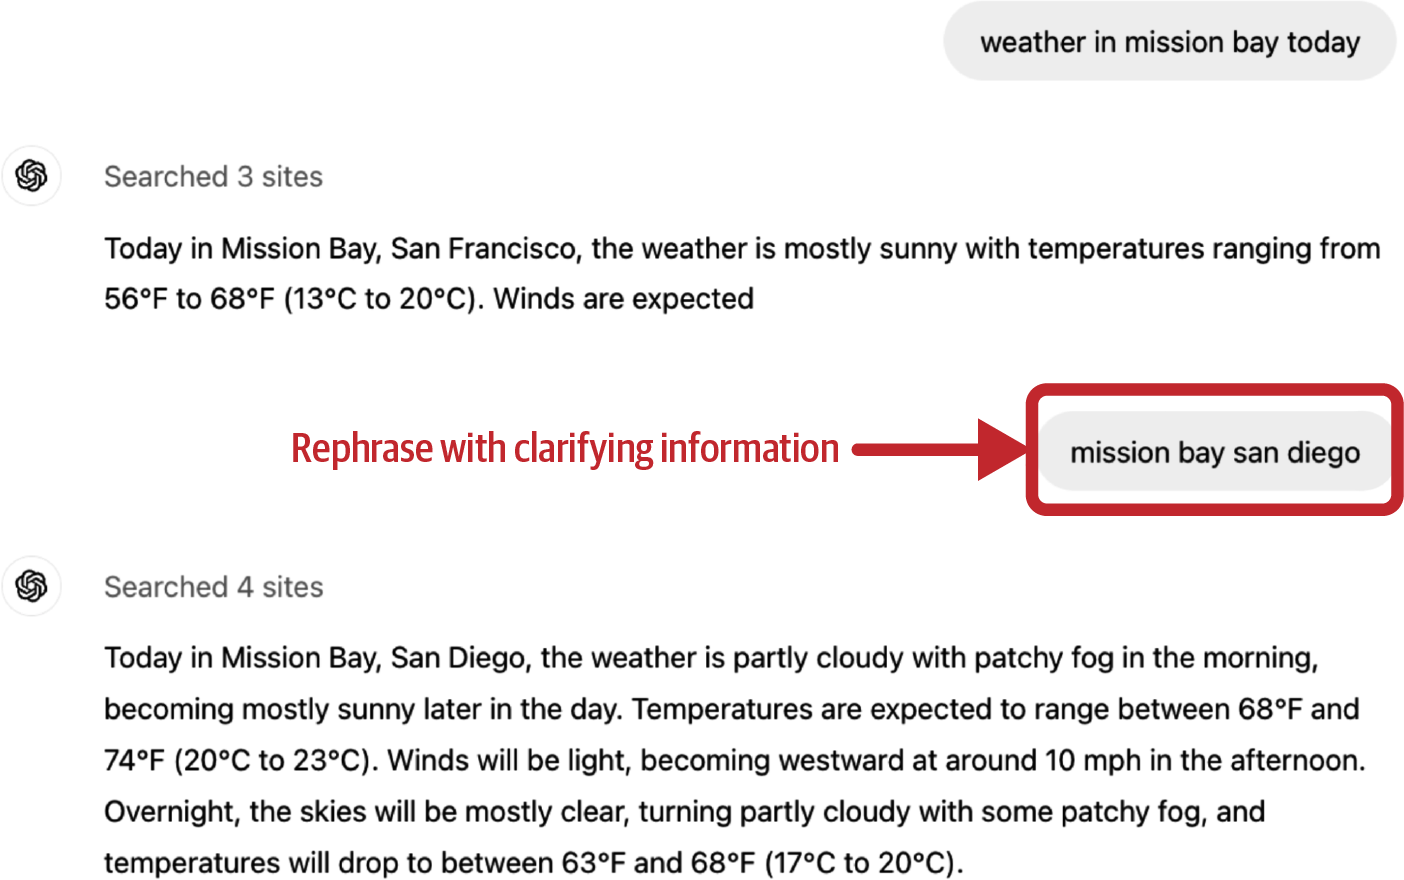 weather in mission bay today
Searched 3 sites
Today in Mission Bay, San Francisco, the weather is mostly sunny with temperatures ranging from
56°F to 68°F (13°C to 20°C). Winds are expected
Rephrase with clarifying information
mission bay san diego
Searched 4 sites
Today in Mission Bay, San Diego, the weather is partly cloudy with patchy fog in the morning,
becoming mostly sunny later in the day. Temperatures are expected to range between 68°F and
74°F (20°C to 23°C). Winds will be light, becoming westward at around 10 mph in the afternoon.
Overnight, the skies will be mostly clear, turning partly cloudy with some patchy fog, and
temperatures will drop to between 63°F and 68°F (17°C to 20°C).